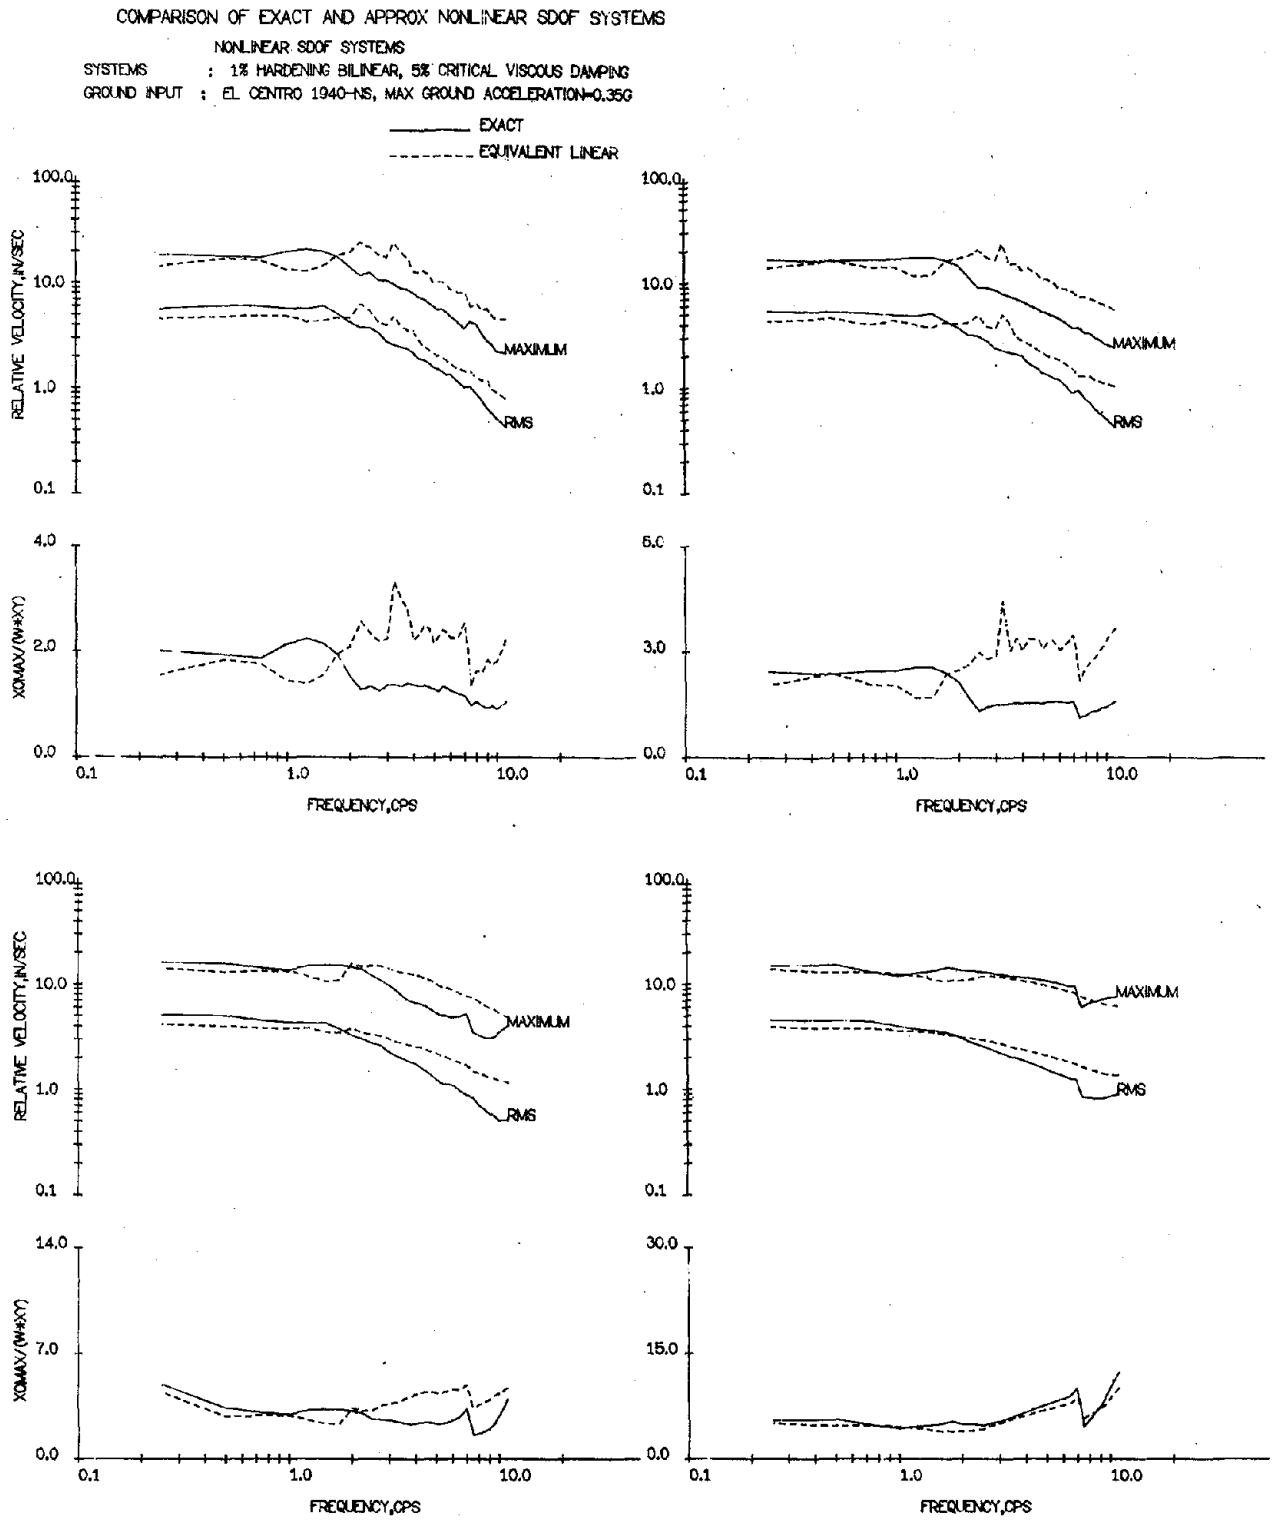 COMPARISON OF EXACT AND APPROX NONLINEAR SDOF SYSTEMS
NONLINEAR SDOF SYSTEMS
SYSTEMS : 1% HARDENING BILINEAR, 5% CRITICAL VISCOUS DAMPING
GROUND INPUT : EL CENTRO 1940-NS, MAX GROUND ACCELERATION=0.35G
EXACT
EQUIVALENT LINEAR
RELATIVE VELOCITY,IN/SEC
100.0
10.0
1.0
0.1
MAXIMUM
RMS
100.0
10.0
1.0
0.1
MAXIMUM
RMS
XOMAX/(W*XY)
4.0
2.0
0.0
0.1
1.0
10.0
FREQUENCY,CPS
6.0
3.0
0.0
0.1
1.0
10.0
FREQUENCY,CPS
RELATIVE VELOCITY,IN/SEC
100.0
10.0
1.0
0.1
MAXIMUM
RMS
100.0
10.0
1.0
0.1
MAXIMUM
RMS
XOMAX/(W*XY)
14.0
7.0
0.0
0.1
1.0
10.0
FREQUENCY,CPS
30.0
15.0
0.0
0.1
1.0
10.0
FREQUENCY,CPS